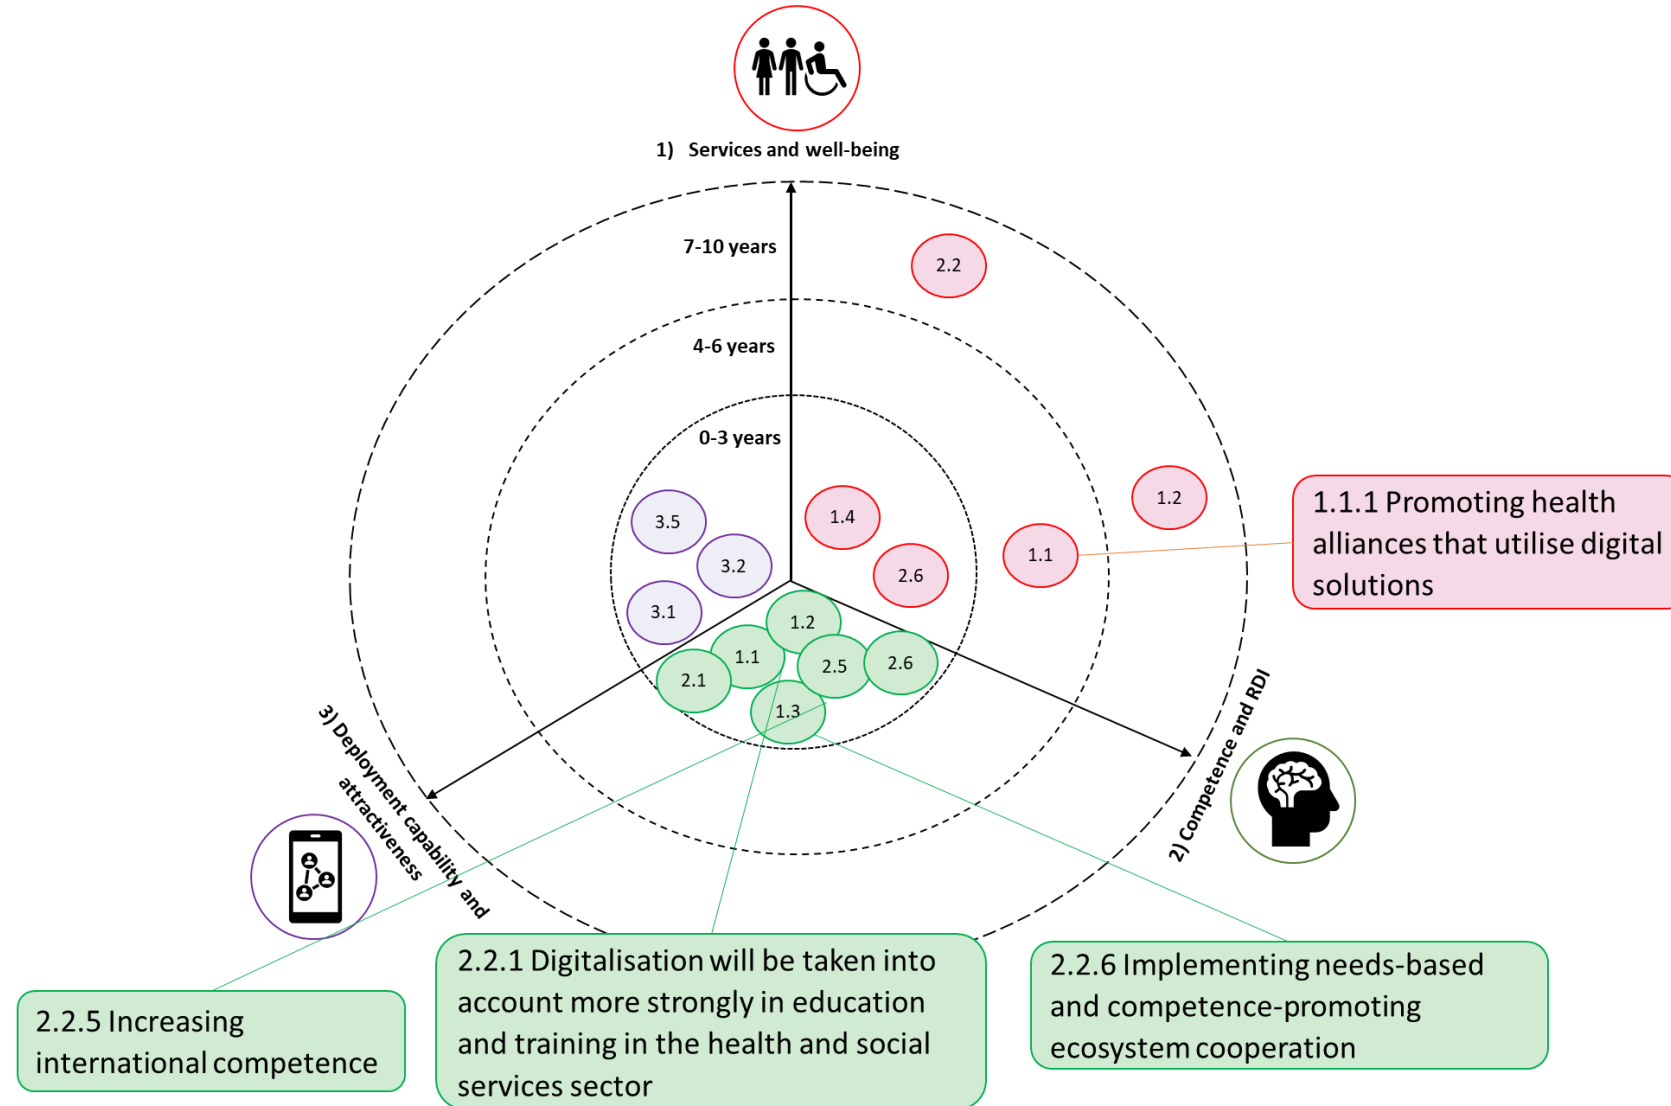 1) Services and well-being
7-10 years
2.2
4-6 years
0-3 years
3.5
1.4
1.2
3.2
1.1
2.6
3.1
1.2
1.1
2.5
2.6
2.1
1.3
1.1.1 Promoting health
alliances that utilise digital
solutions
2) Competence and RDI
3) Deployment capability and
attractiveness
2.2.5 Increasing
international competence
2.2.1 Digitalisation will be taken into
account more strongly in education
and training in the health and social
services sector
2.2.6 Implementing needs-based
and competence-promoting
ecosystem cooperation